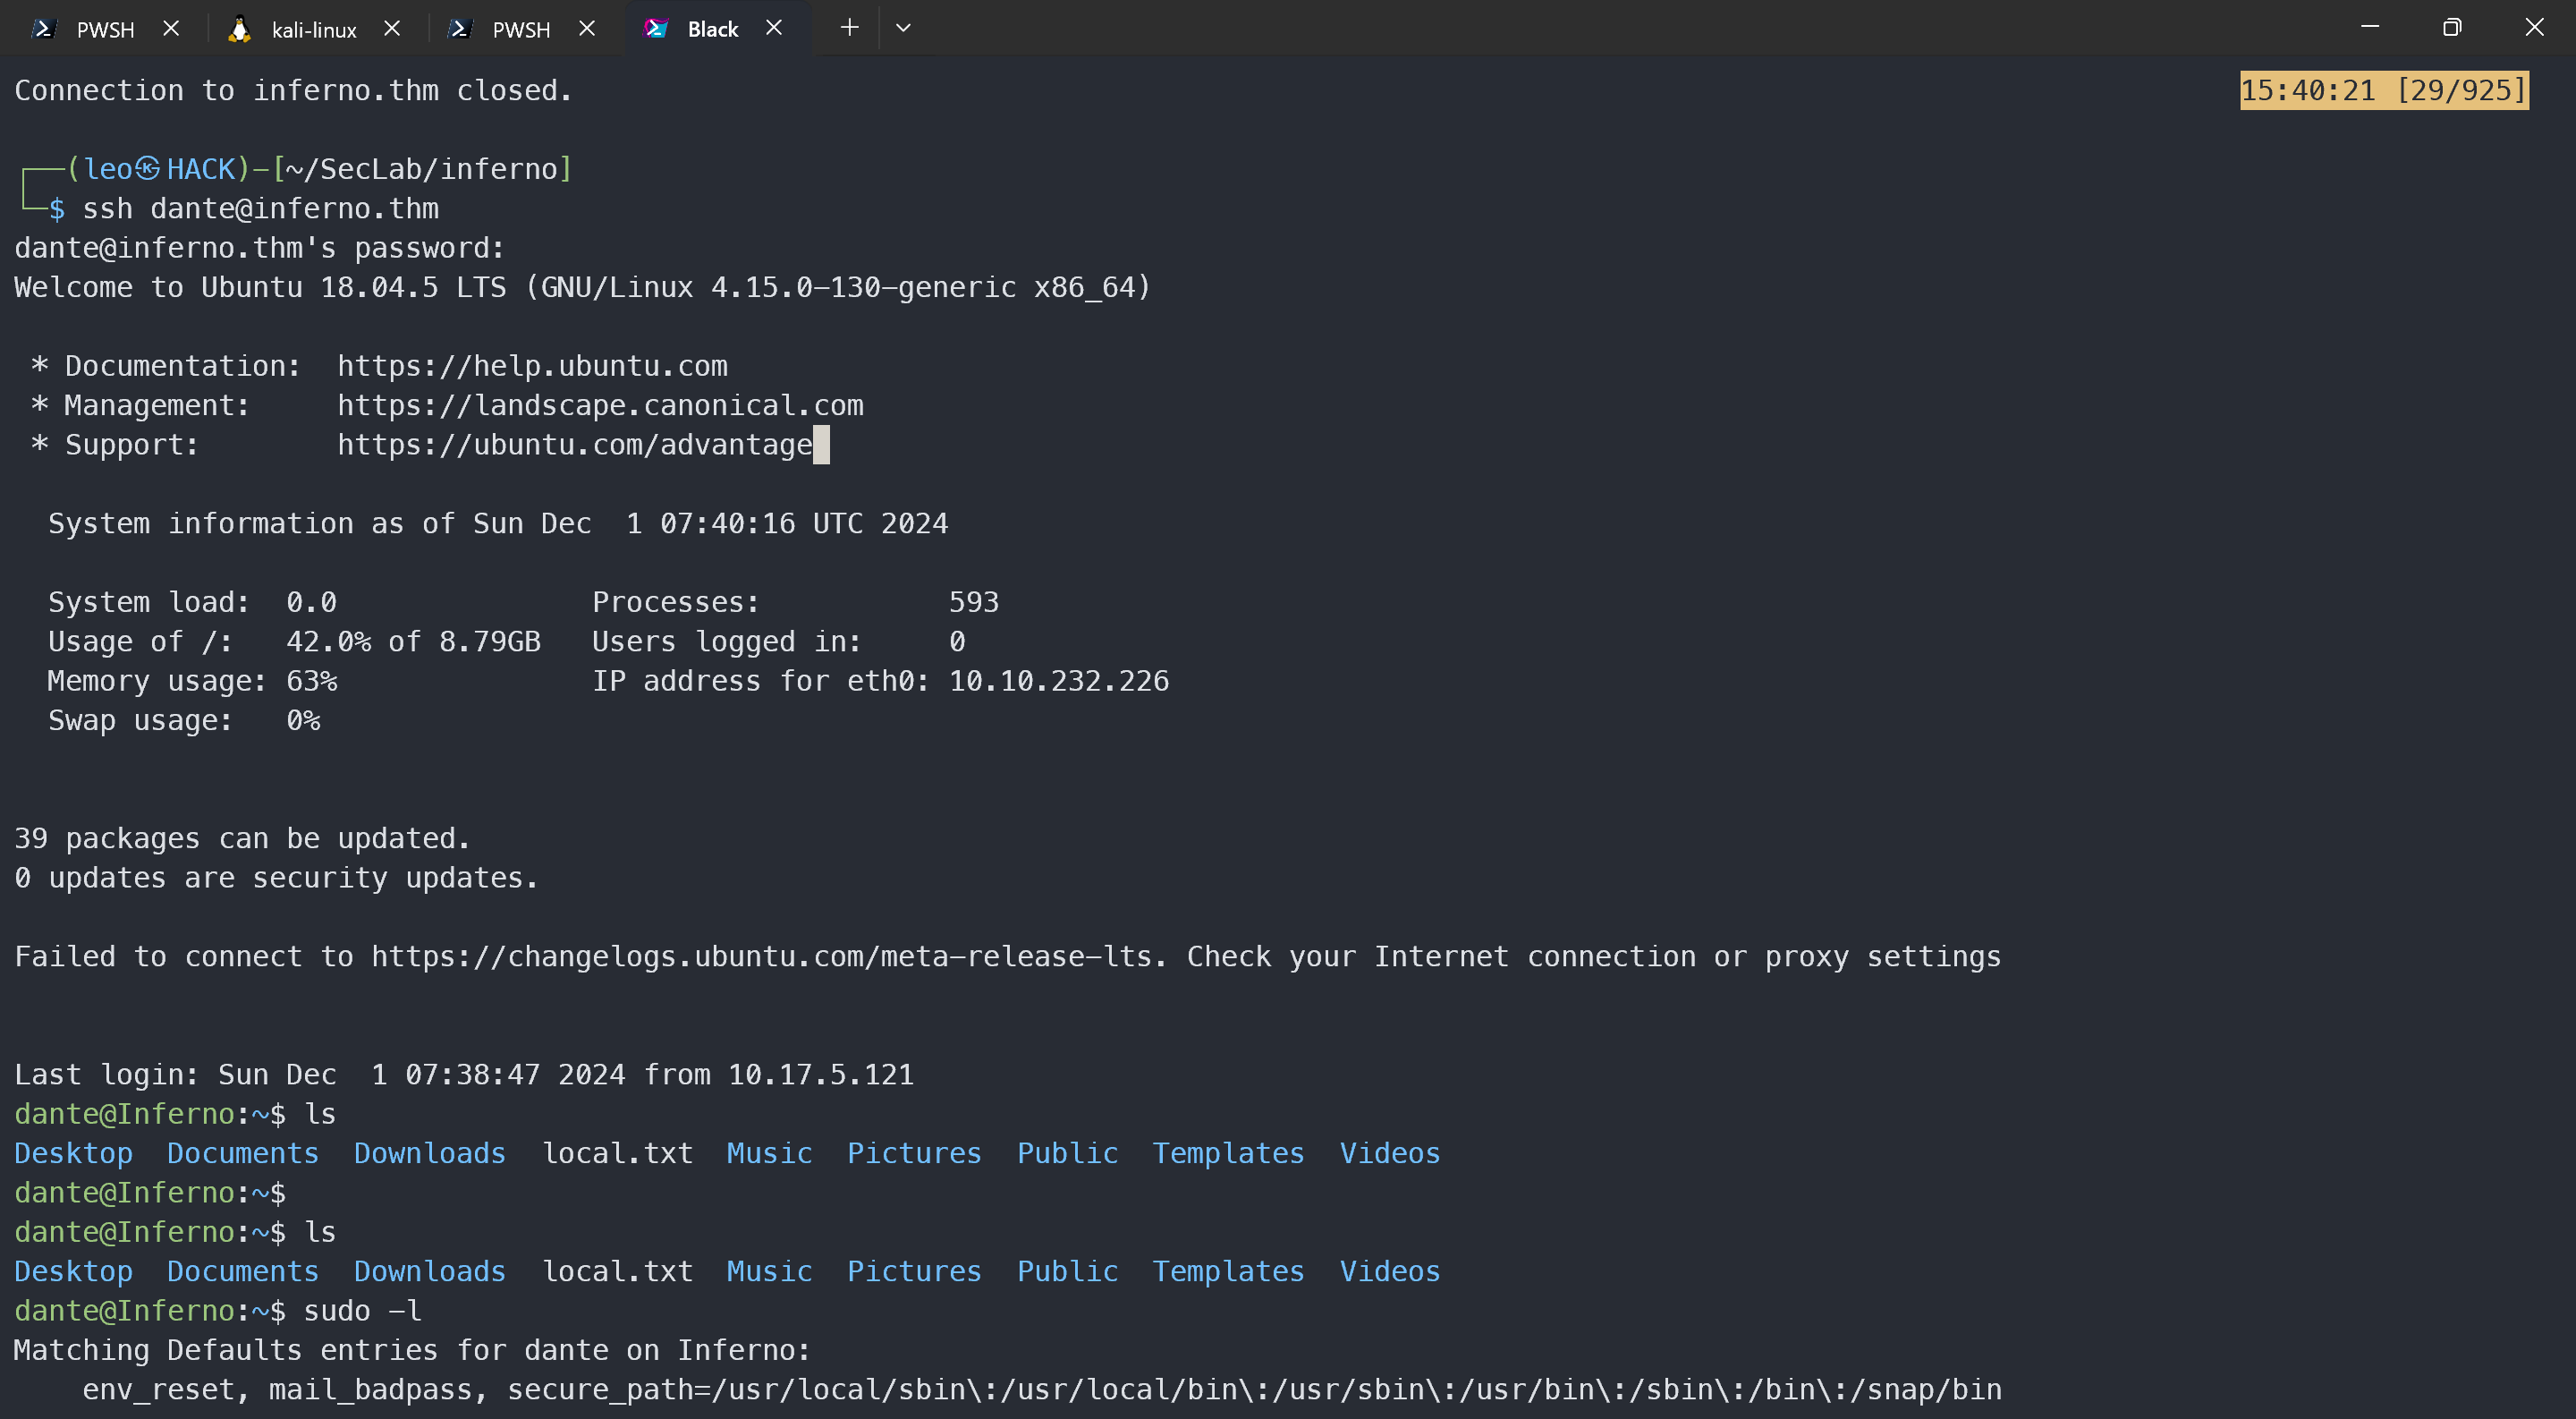 PWSH kali-linux PWSH Black
Connection to inferno.thm closed. 15:40:21 [29/925]
┌──(leo㉿HACK)-[~/SecLab/inferno]
└─$ ssh dante@inferno.thm
dante@inferno.thm's password:
Welcome to Ubuntu 18.04.5 LTS (GNU/Linux 4.15.0-130-generic x86_64)
* Documentation:  https://help.ubuntu.com
* Management:     https://landscape.canonical.com
* Support:        https://ubuntu.com/advantage
System information as of Sun Dec  1 07:40:16 UTC 2024
System load:  0.0               Processes:           593
Usage of /:   42.0% of 8.79GB   Users logged in:     0
Memory usage: 63%               IP address for eth0: 10.10.232.226
Swap usage:   0%
39 packages can be updated.
0 updates are security updates.
Failed to connect to https://changelogs.ubuntu.com/meta-release-lts. Check your Internet connection or proxy settings
Last login: Sun Dec  1 07:38:47 2024 from 10.17.5.121
dante@Inferno:~$ ls
Desktop  Documents  Downloads  local.txt  Music  Pictures  Public  Templates  Videos
dante@Inferno:~$
dante@Inferno:~$ ls
Desktop  Documents  Downloads  local.txt  Music  Pictures  Public  Templates  Videos
dante@Inferno:~$ sudo -l
Matching Defaults entries for dante on Inferno:
env_reset, mail_badpass, secure_path=/usr/local/sbin\:/usr/local/bin\:/usr/sbin\:/usr/bin\:/sbin\:/bin\:/snap/bin